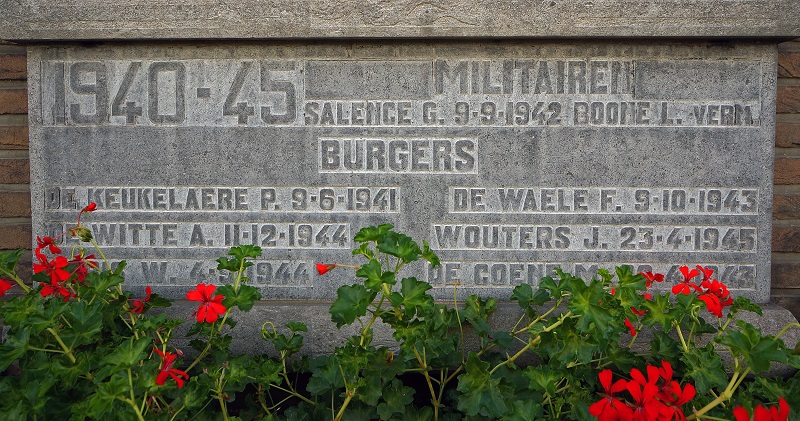 1940-45 MILITAIREN
SALENCE G. 9-9-1942 BOONE L. VERM.
BURGERS
DE KEUKELAERE P. 9-6-1941 DE WAELE F. 9-10-1943
DE WITTE A. 11-12-1944 WOUTERS J. 23-4-1945
W. 1944 DE 1943